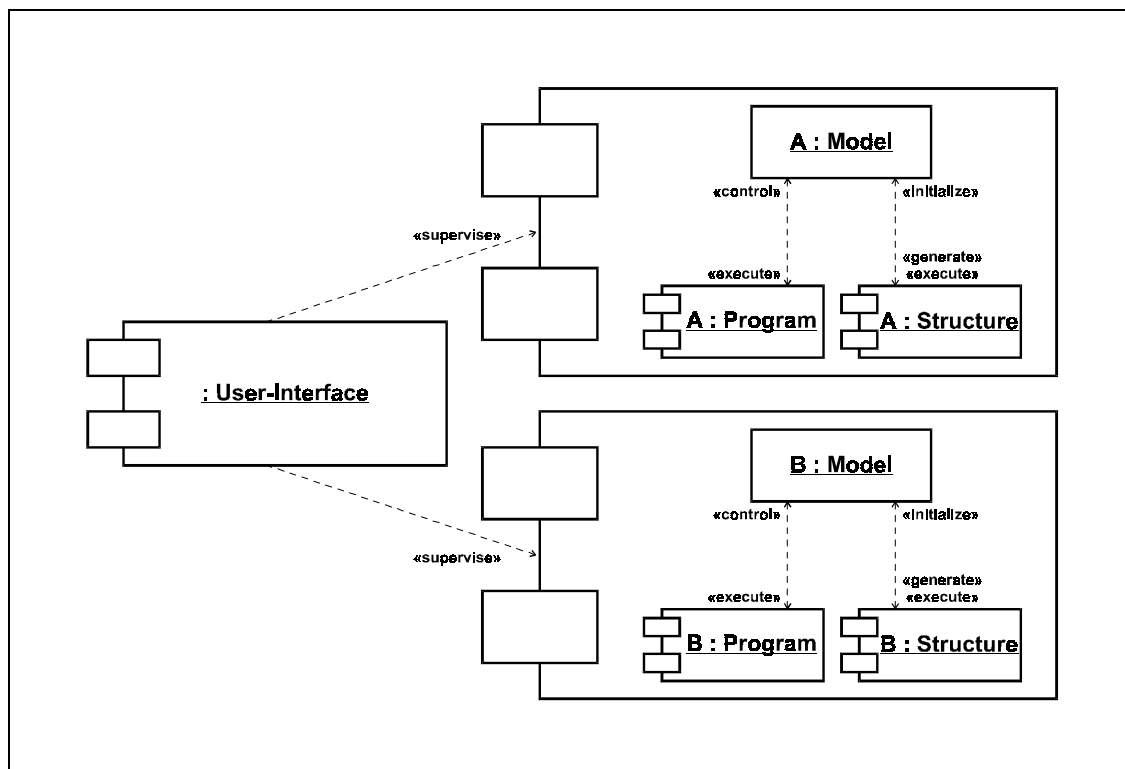 A : Model
«control»
«initialize»
«supervise»
«generate»
«execute»
«execute»
A : Program
A : Structure
: User-Interface
B : Model
«control»
«initialize»
«supervise»
«generate»
«execute»
«execute»
B : Program
B : Structure